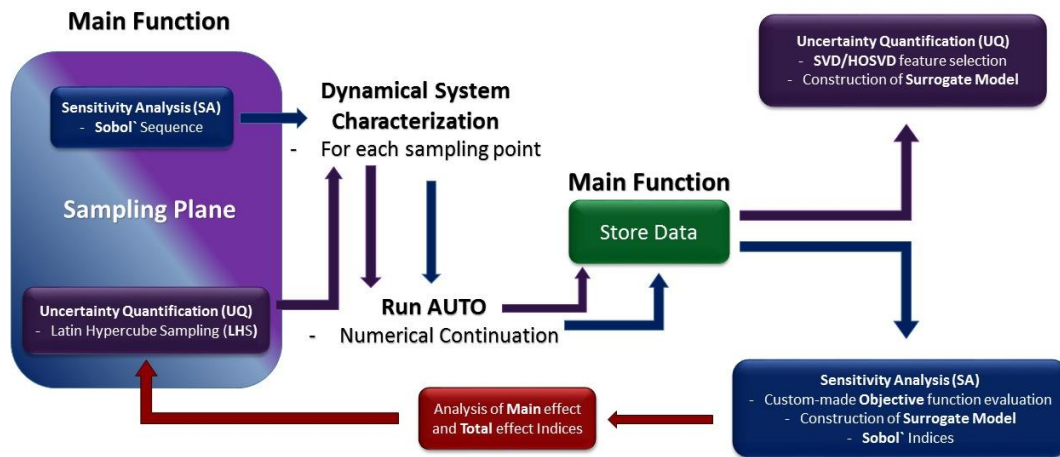 Main Function
Sensitivity Analysis (SA)
- Sobol` Sequence
Sampling Plane
Uncertainty Quantification (UQ)
- Latin Hypercube Sampling (LHS)
Dynamical System
Characterization
- For each sampling point
Run AUTO
- Numerical Continuation
Main Function
Store Data
Uncertainty Quantification (UQ)
- SVD/HOSVD feature selection
- Construction of Surrogate Model
Sensitivity Analysis (SA)
- Custom-made Objective function evaluation
- Construction of Surrogate Model
- Sobol` Indices
Analysis of Main effect
and Total effect Indices